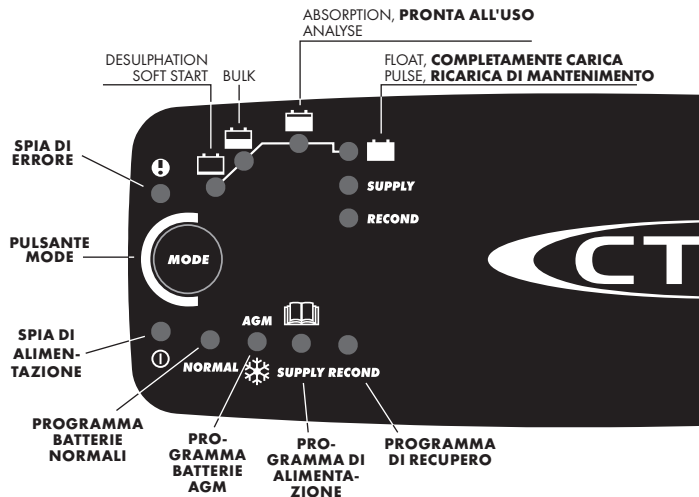 ABSORPTION, PRONTA ALL'USO
ANALYSE
DESULPHATION
SOFT START
BULK
FLOAT, COMPLETAMENTE CARICA
PULSE, RICARICA DI MANTENIMENTO
SPIA DI
ERRORE
SUPPLY
RECOND
PULSANTE
MODE
MODE
CT
SPIA DI
ALIMEN-
TAZIONE
AGM
NORMAL
SUPPLY RECOND
PROGRAMMA
BATTERIE
NORMALI
PRO-
GRAMMA
BATTERIE
AGM
PRO-
GRAMMA DI
ALIMENTA-
ZIONE
PROGRAMMA
DI RECUPERO